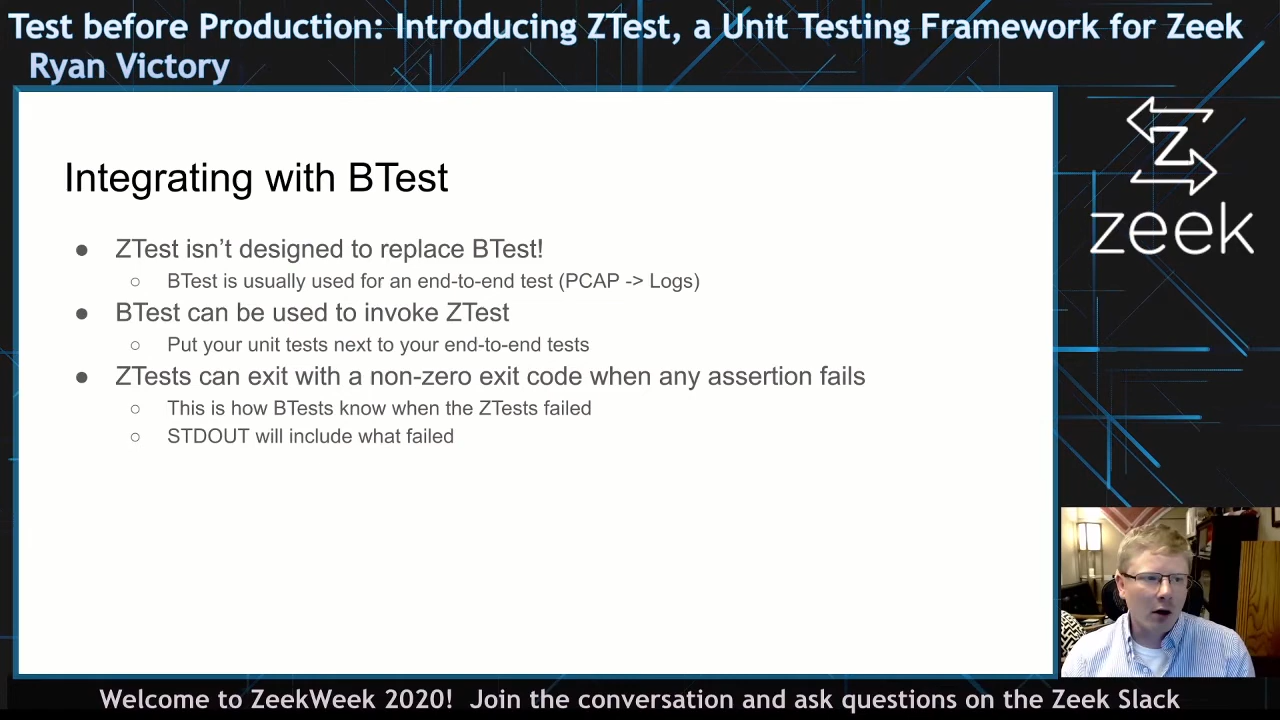 Test before Production: Introducing ZTest, a Unit Testing Framework for Zeek
Ryan Victory
Z
zeek
Integrating with BTest
● ZTest isn’t designed to replace BTest!
○ BTest is usually used for an end-to-end test (PCAP -> Logs)
● BTest can be used to invoke ZTest
○ Put your unit tests next to your end-to-end tests
● ZTests can exit with a non-zero exit code when any assertion fails
○ This is how BTests know when the ZTests failed
○ STDOUT will include what failed
Welcome to ZeekWeek 2020! Join the conversation and ask questions on the Zeek Slack